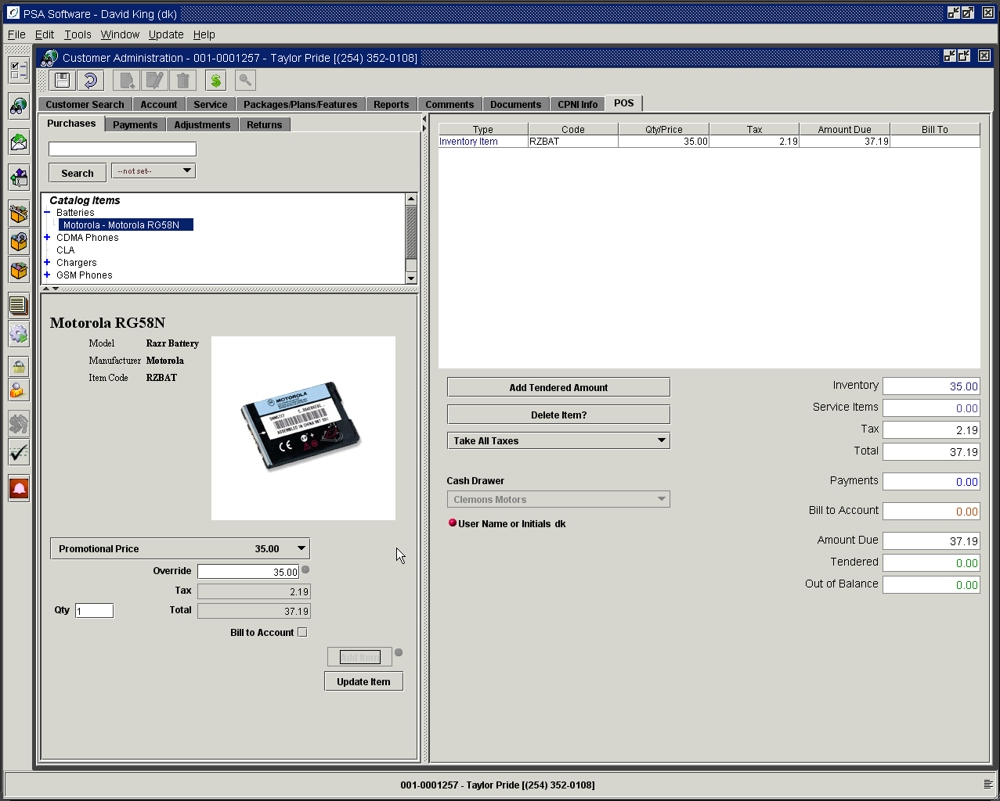 PSA Software - David King (dk)
File Edit Tools Window Update Help
Customer Administration - 001-0001257 - Taylor Pride [(254) 352-0108]
Customer Search Account Service Packages/Plans/Features Reports Comments Documents CPNI Info POS
Purchases Payments Adjustments Returns
Search --not set--
Catalog Items
Batteries
Motorola - Motorola RG58N
CDMA Phones
CLA
Chargers
GSM Phones
Motorola RG58N
Model Razr Battery
Manufacturer Motorola
Item Code RZBAT
MOTOROLA
SNN5717
ASSEMBLED IN CHINA
CE
Promotional Price 35.00
Override 35.00
Tax 2.19
Qty 1 Total 37.19
Bill to Account
Add Item
Update Item
Type Code Qty/Price Tax Amount Due Bill To
Inventory Item RZBAT 35.00 2.19 37.19
Add Tendered Amount
Delete Item?
Take All Taxes
Cash Drawer
Clemons Motors
User Name or Initials dk
Inventory 35.00
Service Items 0.00
Tax 2.19
Total 37.19
Payments 0.00
Bill to Account 0.00
Amount Due 37.19
Tendered 0.00
Out of Balance 0.00
001-0001257 - Taylor Pride [(254) 352-0108]